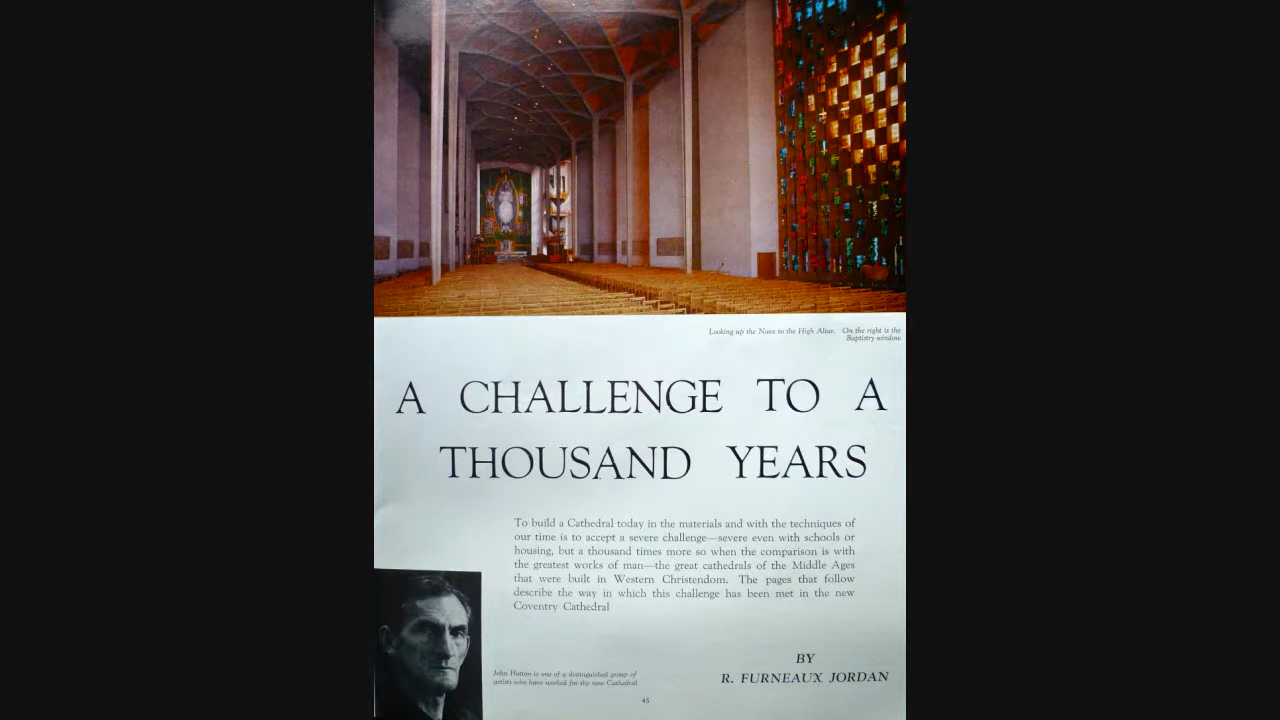 Looking up the Nave to the High Altar. On the right is the
Baptistry window
A CHALLENGE TO A
THOUSAND YEARS
To build a Cathedral today in the materials and with the techniques of
our time is to accept a severe challenge—severe even with schools or
housing, but a thousand times more so when the comparison is with
the greatest works of man—the great cathedrals of the Middle Ages
that were built in Western Christendom. The pages that follow
describe the way in which this challenge has been met in the new
Coventry Cathedral
BY
R. FURNEAUX JORDAN
John Hutton is one of a distinguished group of
artists who have worked for the new Cathedral
45